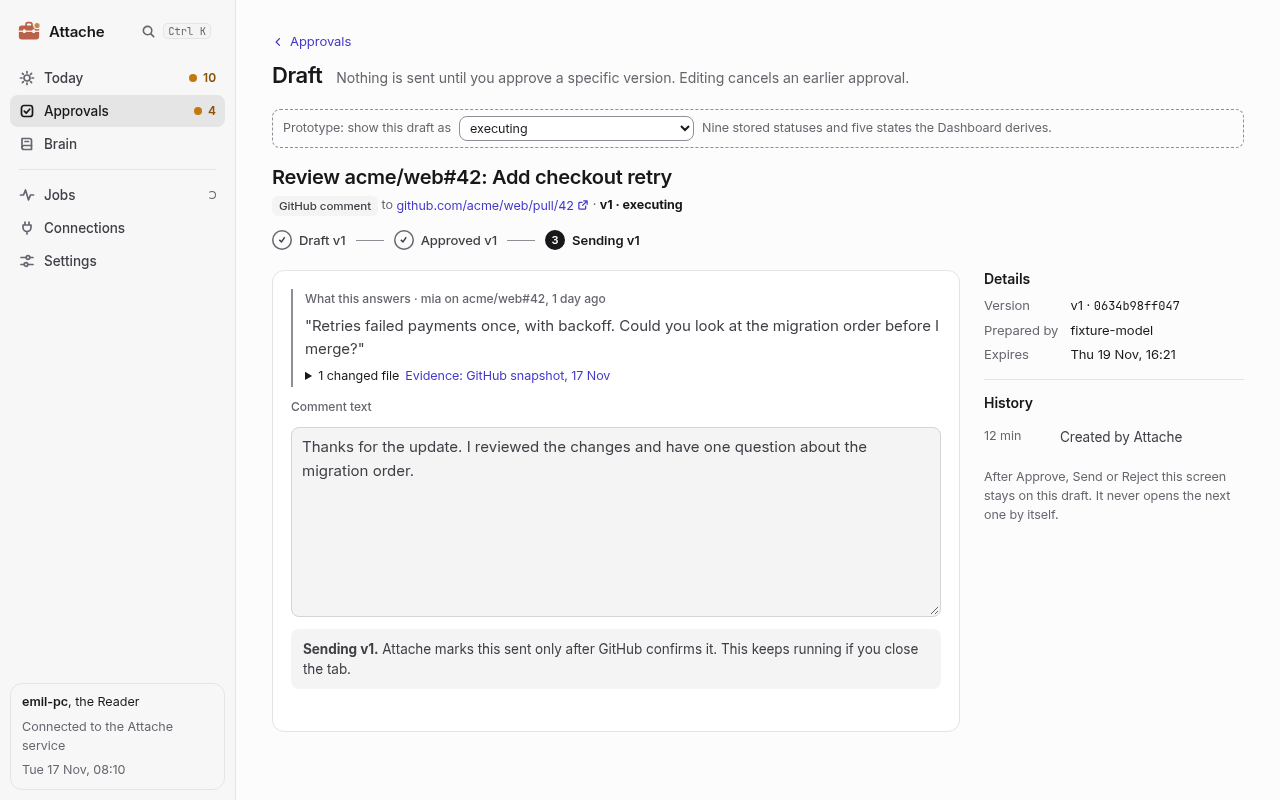 Attache
Ctrl K
Today
10
Approvals
4
Brain
Jobs
Connections
Settings
emil-pc, the Reader
Connected to the Attache
service
Tue 17 Nov, 08:10
Approvals
Draft
Nothing is sent until you approve a specific version. Editing cancels an earlier approval.
Prototype: show this draft as
executing
Nine stored statuses and five states the Dashboard derives.
Review acme/web#42: Add checkout retry
GitHub comment to github.com/acme/web/pull/42 · v1 · executing
Draft v1
Approved v1
3 Sending v1
What this answers · mia on acme/web#42, 1 day ago
"Retries failed payments once, with backoff. Could you look at the migration order before I
merge?"
1 changed file Evidence: GitHub snapshot, 17 Nov
Comment text
Thanks for the update. I reviewed the changes and have one question about the
migration order.
Sending v1. Attache marks this sent only after GitHub confirms it. This keeps running if you close
the tab.
Details
Version v1 · 0634b98ff047
Prepared by fixture-model
Expires Thu 19 Nov, 16:21
History
12 min Created by Attache
After Approve, Send or Reject this screen
stays on this draft. It never opens the next
one by itself.